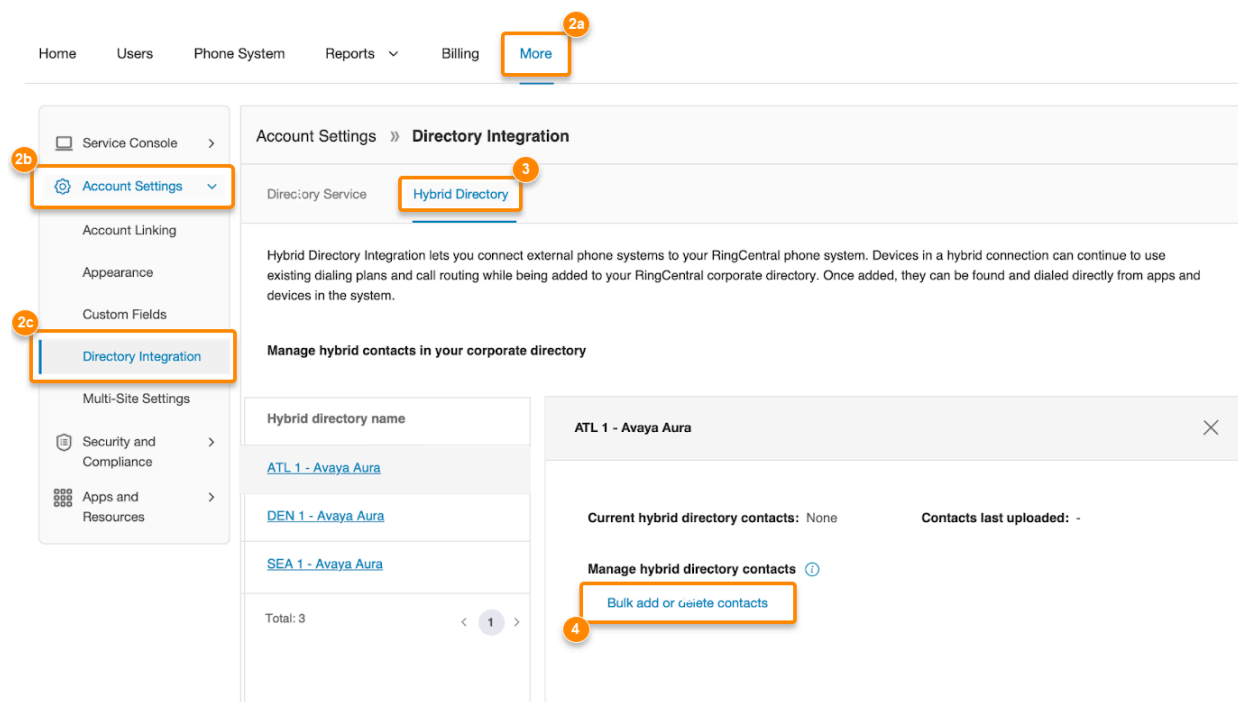 2a
Home Users Phone System Reports Billing More
Service Console
2b
Account Settings
Account Linking
Appearance
Custom Fields
2c
Directory Integration
Multi-Site Settings
Security and
Compliance
Apps and
Resources
Account Settings » Directory Integration
3
Directory Service Hybrid Directory
Hybrid Directory Integration lets you connect external phone systems to your RingCentral phone system. Devices in a hybrid connection can continue to use
existing dialing plans and call routing while being added to your RingCentral corporate directory. Once added, they can be found and dialed directly from apps and
devices in the system.
Manage hybrid contacts in your corporate directory
Hybrid directory name
ATL 1 - Avaya Aura
DEN 1 - Avaya Aura
SEA 1 - Avaya Aura
Total: 3 < 1 >
ATL 1 - Avaya Aura
Current hybrid directory contacts: None Contacts last uploaded: -
Manage hybrid directory contacts
Bulk add or delete contacts
4